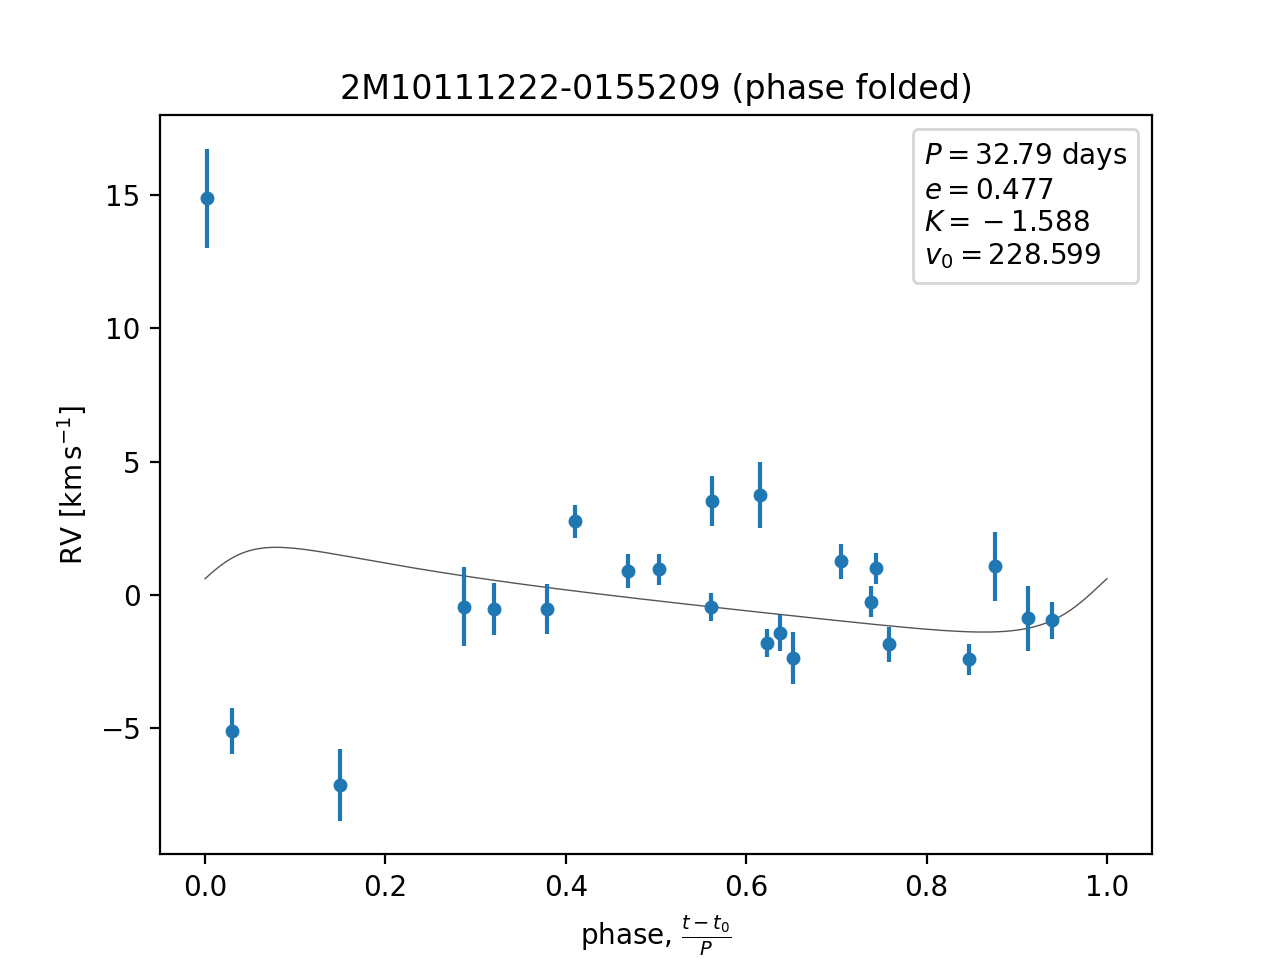 2M10111222-0155209 (phase folded)
P = 32.79 days
e = 0.477
K = −1.588
v₀ = 228.599
RV [km s⁻¹]
15
10
5
0
−5
0.0 0.2 0.4 0.6 0.8 1.0
phase, (t − t₀)/P